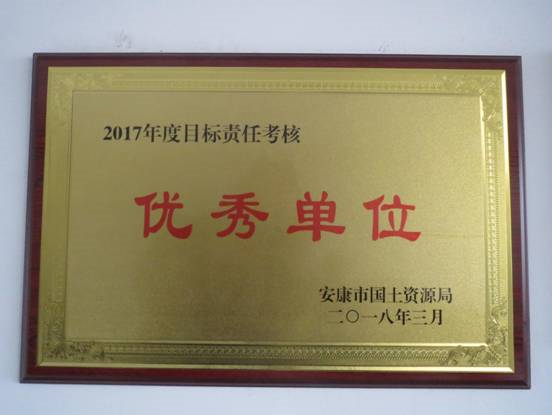 2017年度目标责任考核
优秀单位
安康市国土资源局
二〇一八年三月